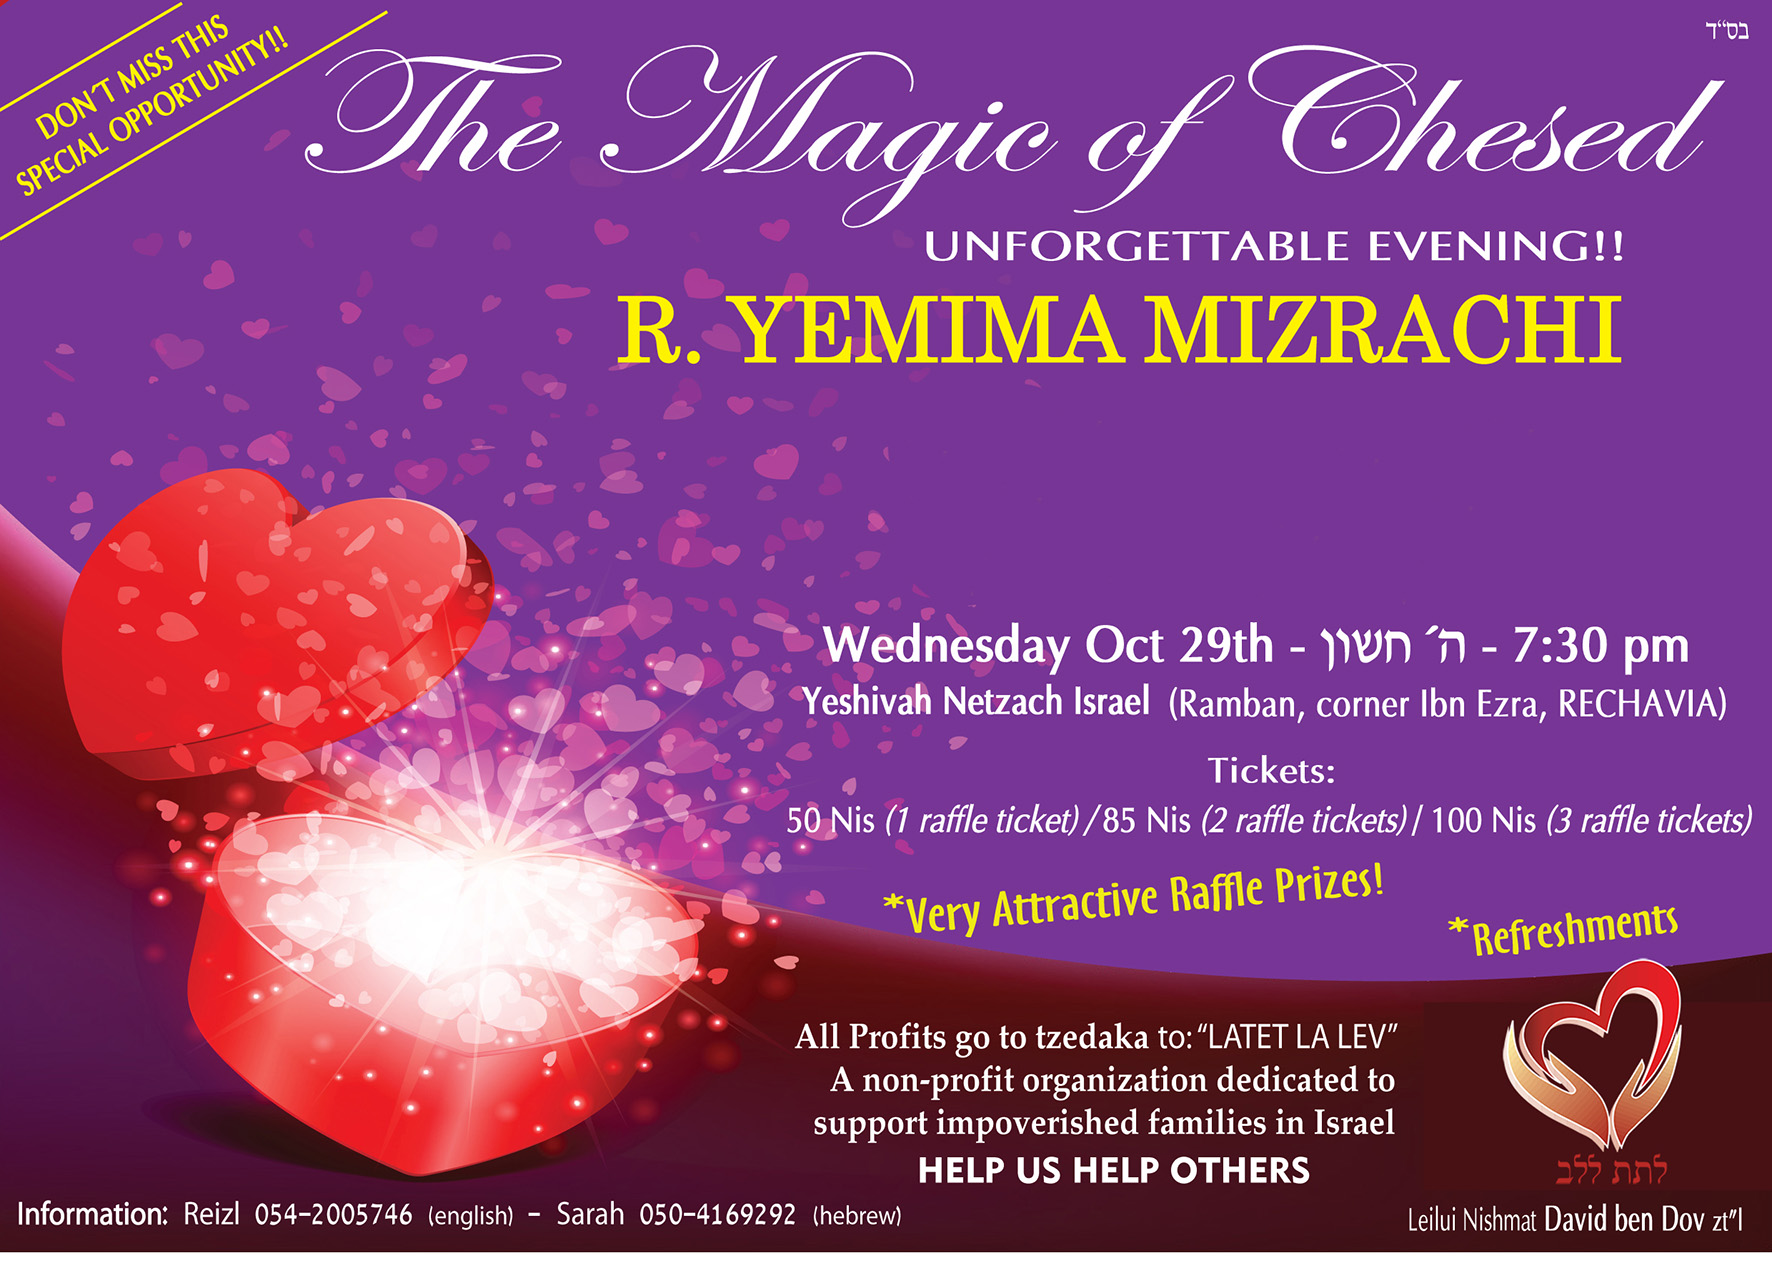 בס"ד
DON'T MISS THIS
SPECIAL OPPORTUNITY!!
The Magic of Chesed
UNFORGETTABLE EVENING!!
R. YEMIMA MIZRACHI
Wednesday Oct 29th - ה׳ חשון - 7:30 pm
Yeshivah Netzach Israel (Ramban, corner Ibn Ezra, RECHAVIA)
Tickets:
50 Nis (1 raffle ticket) / 85 Nis (2 raffle tickets) / 100 Nis (3 raffle tickets)
*Very Attractive Raffle Prizes!
*Refreshments
All Profits go to tzedaka to: "LATET LA LEV"
A non-profit organization dedicated to
support impoverished families in Israel
HELP US HELP OTHERS
לתת ללב
Information: Reizl 054-2005746 (english) - Sarah 050-4169292 (hebrew)
Leilui Nishmat David ben Dov zt"l